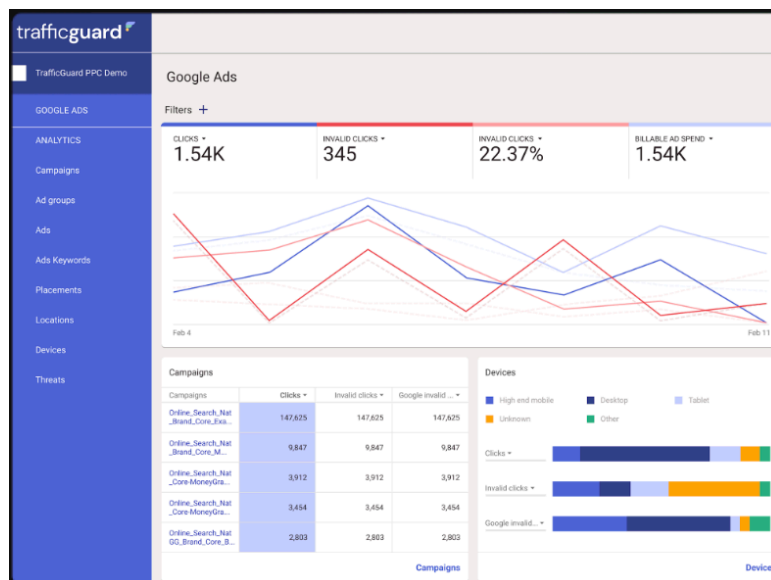 trafficguard
TrafficGuard PPC Demo
GOOGLE ADS
ANALYTICS
Campaigns
Ad groups
Ads
Ads Keywords
Placements
Locations
Devices
Threats
Google Ads
Filters +
CLICKS
1.54K
INVALID CLICKS
345
INVALID CLICKS
22.37%
BILLABLE AD SPEND
1.54K
Feb 4
Feb 11
Campaigns
Campaigns Clicks Invalid clicks Google invalid ...
Online_Search_Nat
_Brand_Core_Exa... 147,625 147,625 147,625
Online_Search_Nat
_Brand_Core_M... 9,847 9,847 9,847
Online_Search_Nat
_Core-MoneyGra... 3,912 3,912 3,912
Online_Search_Nat
_Core-MoneyGra... 3,454 3,454 3,454
Online_Search_Nat
GG_Brand_Core_B... 2,803 2,803 2,803
Campaigns
Devices
High end mobile Desktop Tablet
Unknown Other
Clicks
Invalid clicks
Google invalid...
Device